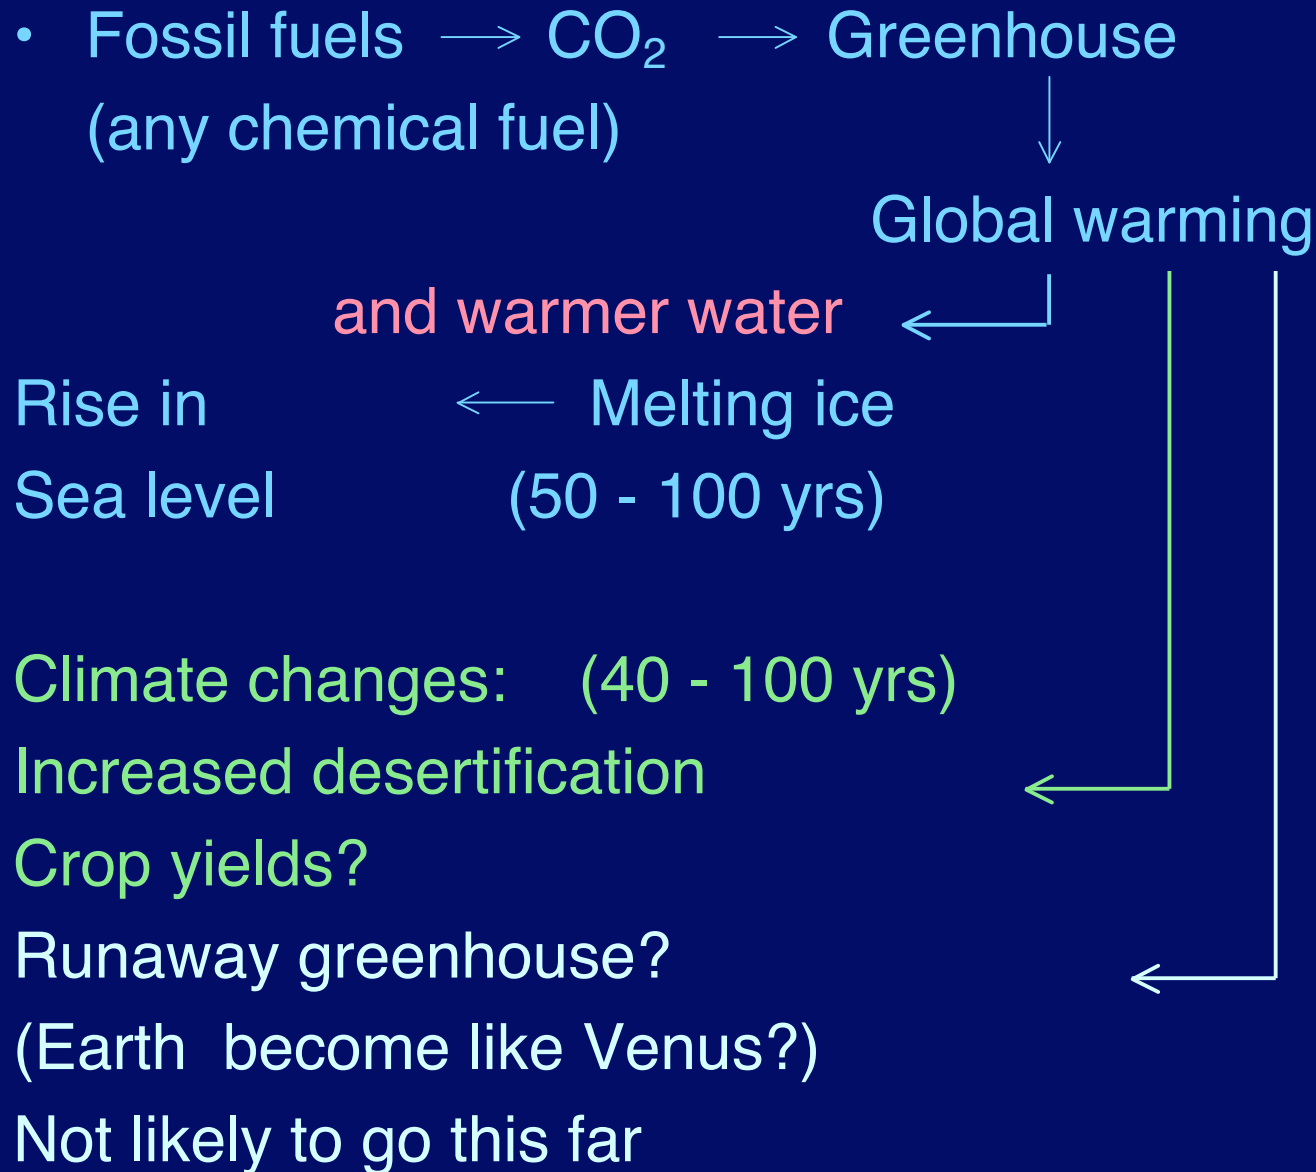 • Fossil fuels → CO₂ → Greenhouse
(any chemical fuel)
Global warming
and warmer water
Rise in ← Melting ice
Sea level (50 - 100 yrs)
Climate changes: (40 - 100 yrs)
Increased desertification
Crop yields?
Runaway greenhouse?
(Earth become like Venus?)
Not likely to go this far